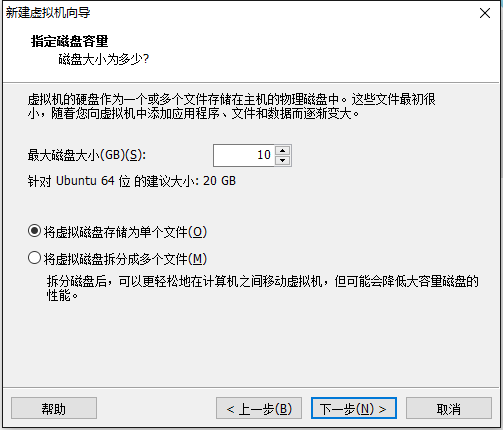 新建虚拟机向导
指定磁盘容量
磁盘大小为多少?
虚拟机的硬盘作为一个或多个文件存储在主机的物理磁盘中。这些文件最初很
小，随着您向虚拟机中添加应用程序、文件和数据而逐渐变大。
最大磁盘大小(GB)(S): 10
针对 Ubuntu 64 位 的建议大小: 20 GB
将虚拟磁盘存储为单个文件(O)
将虚拟磁盘拆分成多个文件(M)
拆分磁盘后，可以更轻松地在计算机之间移动虚拟机，但可能会降低大容量磁盘的
性能。
帮助 < 上一步(B) 下一步(N) > 取消